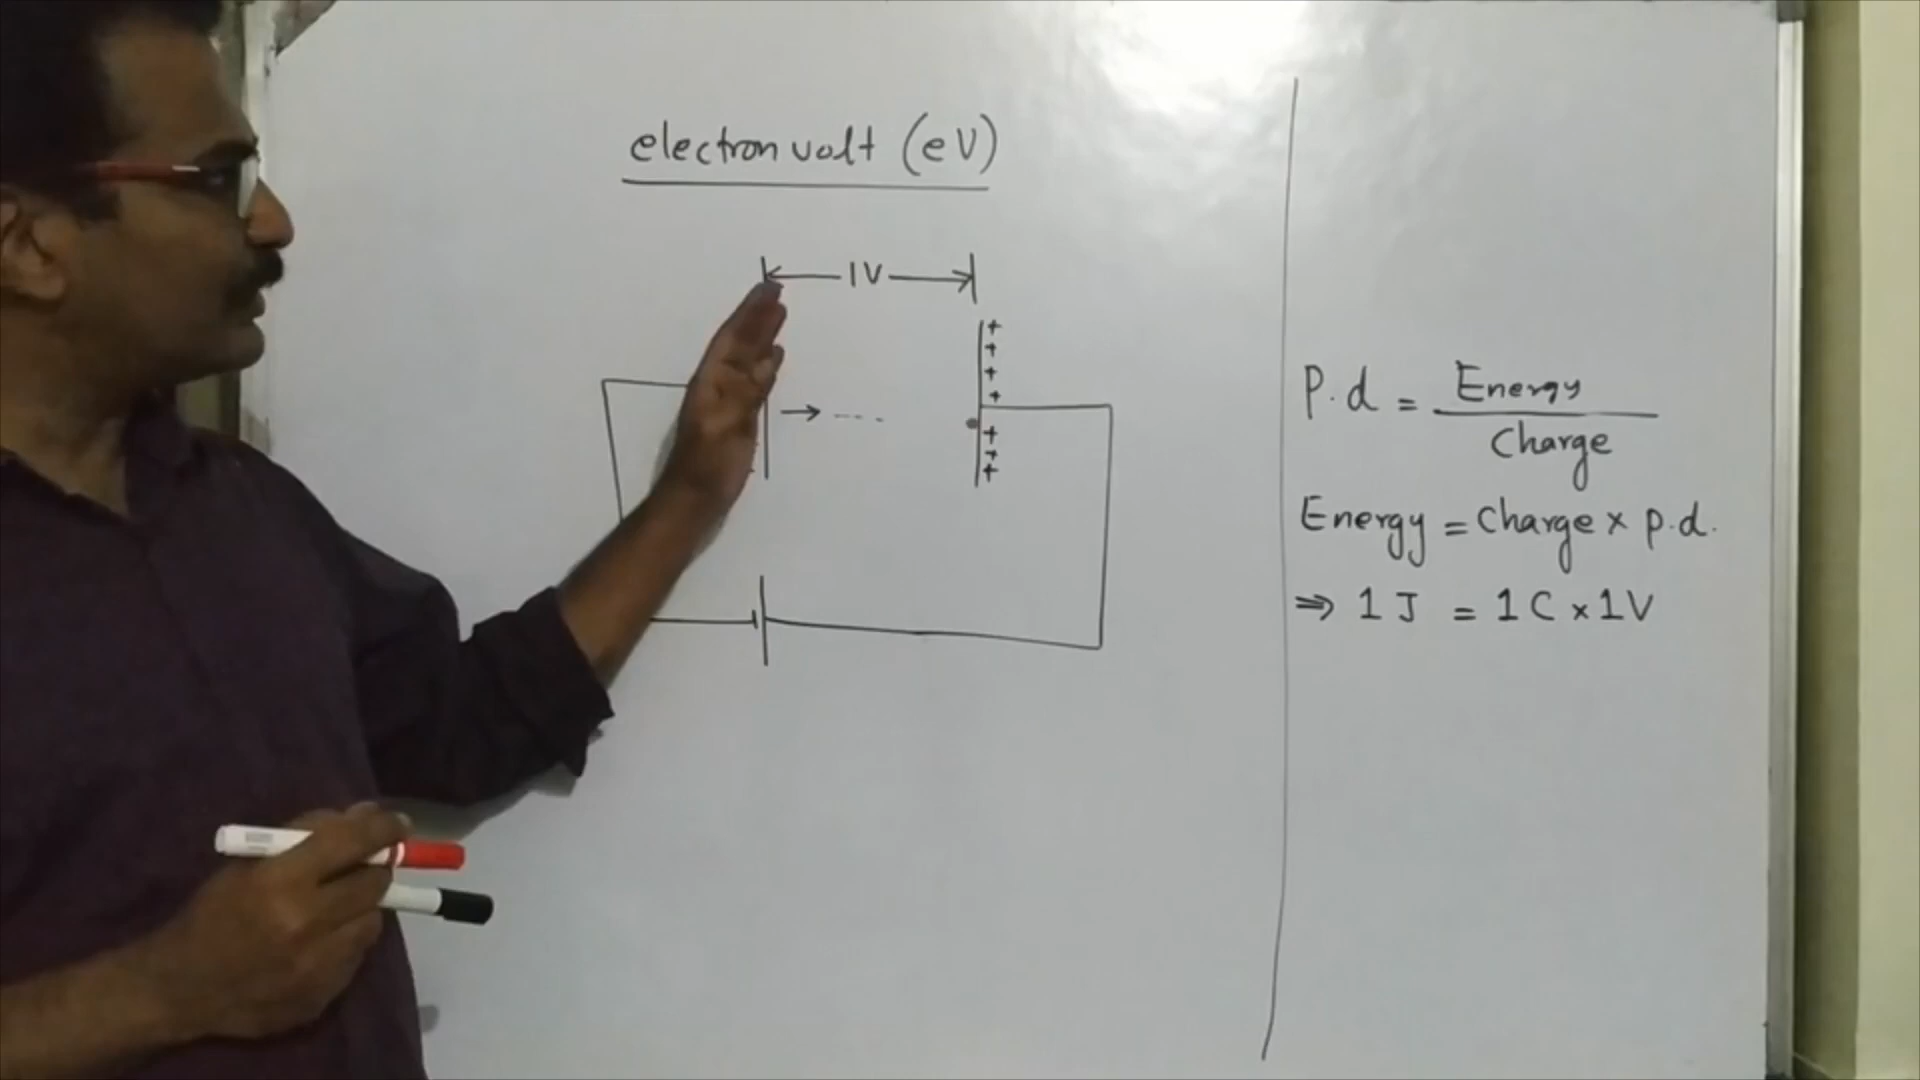 electron volt (eV)
1V
+
+
+
+
+
+
+
P.d = Energy
Charge
Energy = Charge × p.d.
⇒ 1 J = 1 C × 1V